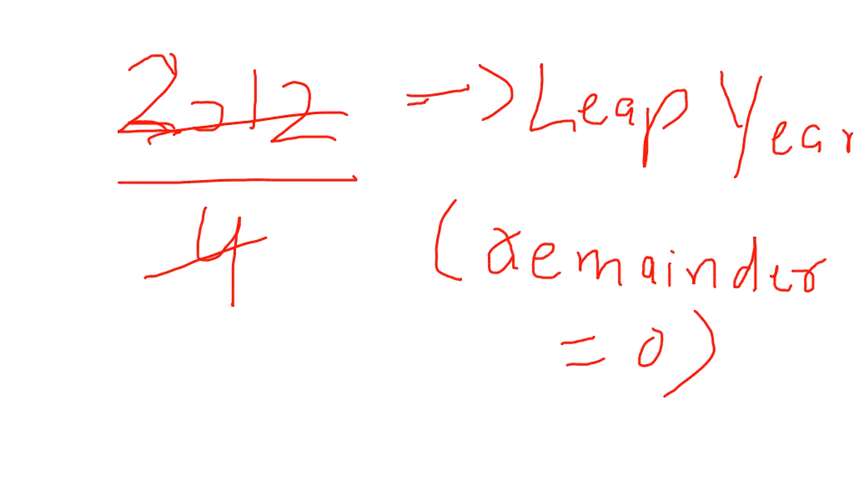 2012 => Leap Year
4
(remainder
= 0)